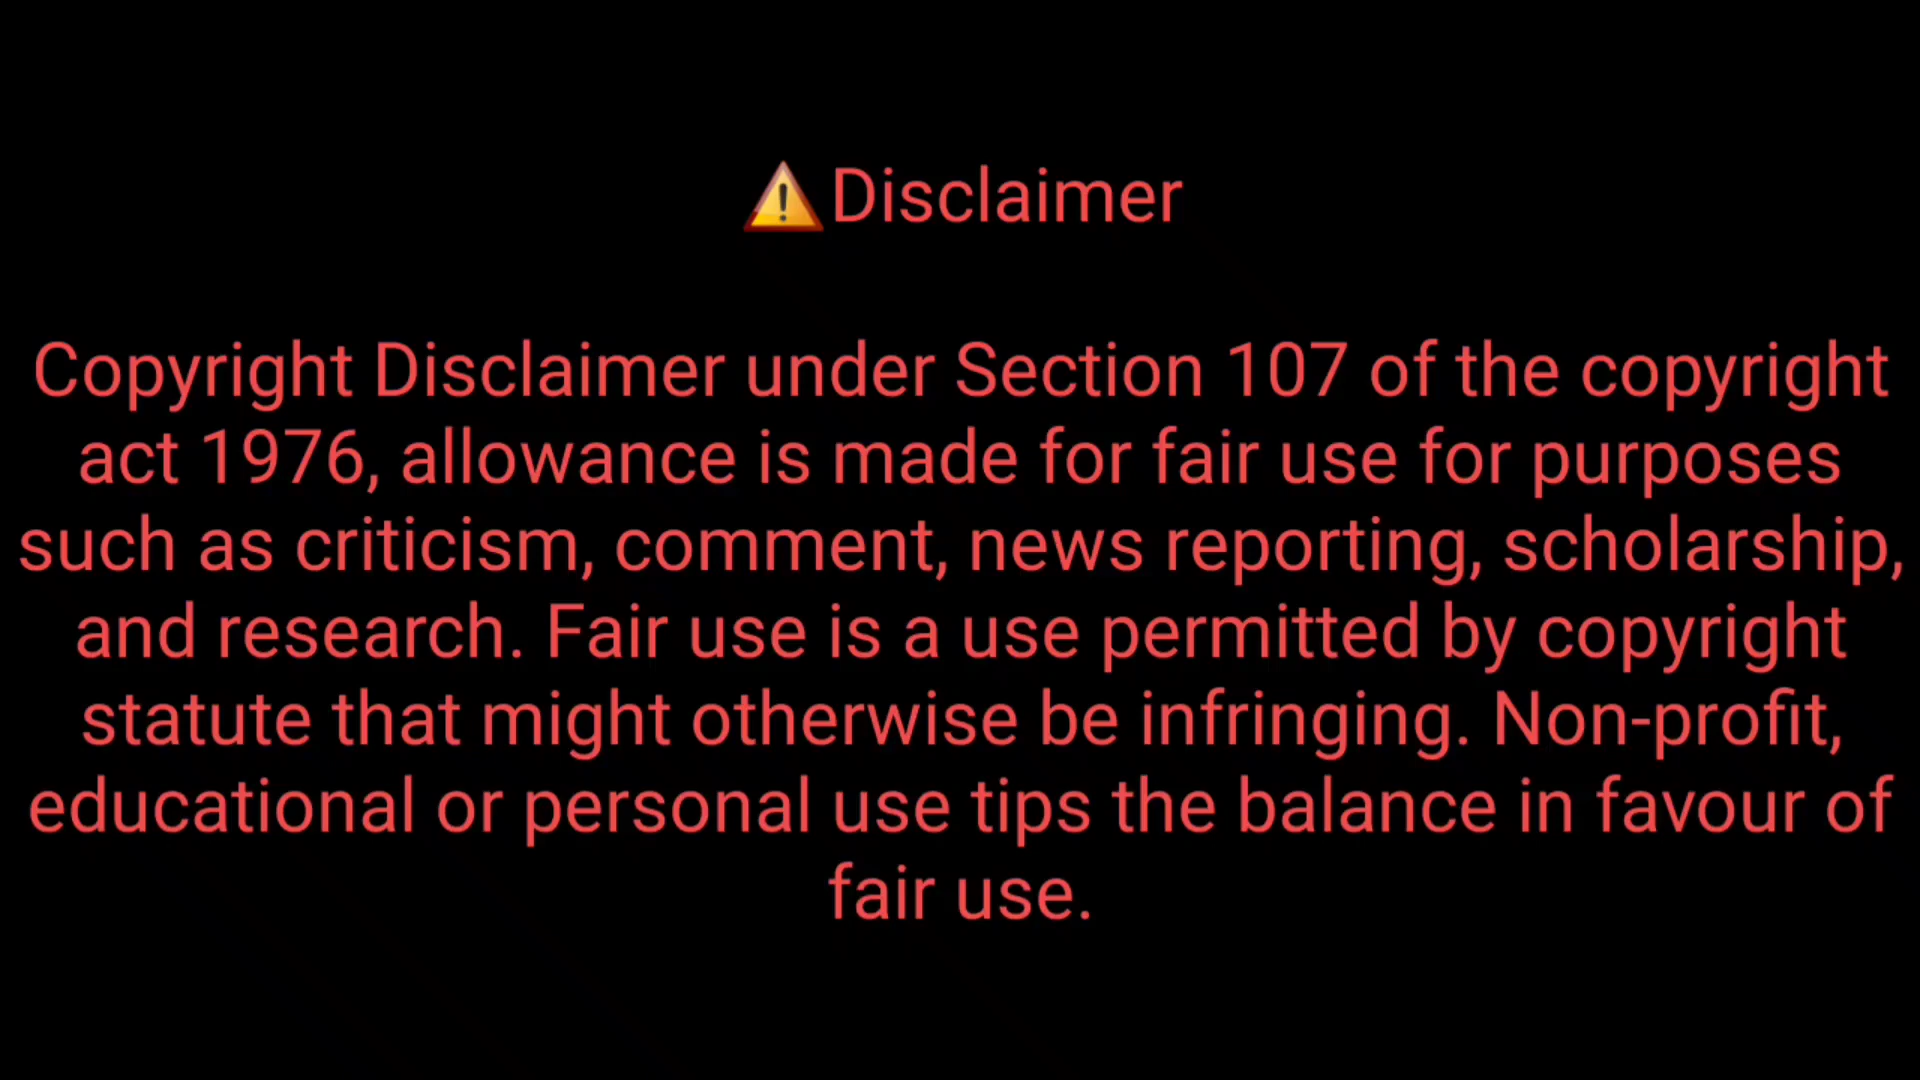 ⚠️Disclaimer
Copyright Disclaimer under Section 107 of the copyright
act 1976, allowance is made for fair use for purposes
such as criticism, comment, news reporting, scholarship,
and research. Fair use is a use permitted by copyright
statute that might otherwise be infringing. Non-profit,
educational or personal use tips the balance in favour of
fair use.